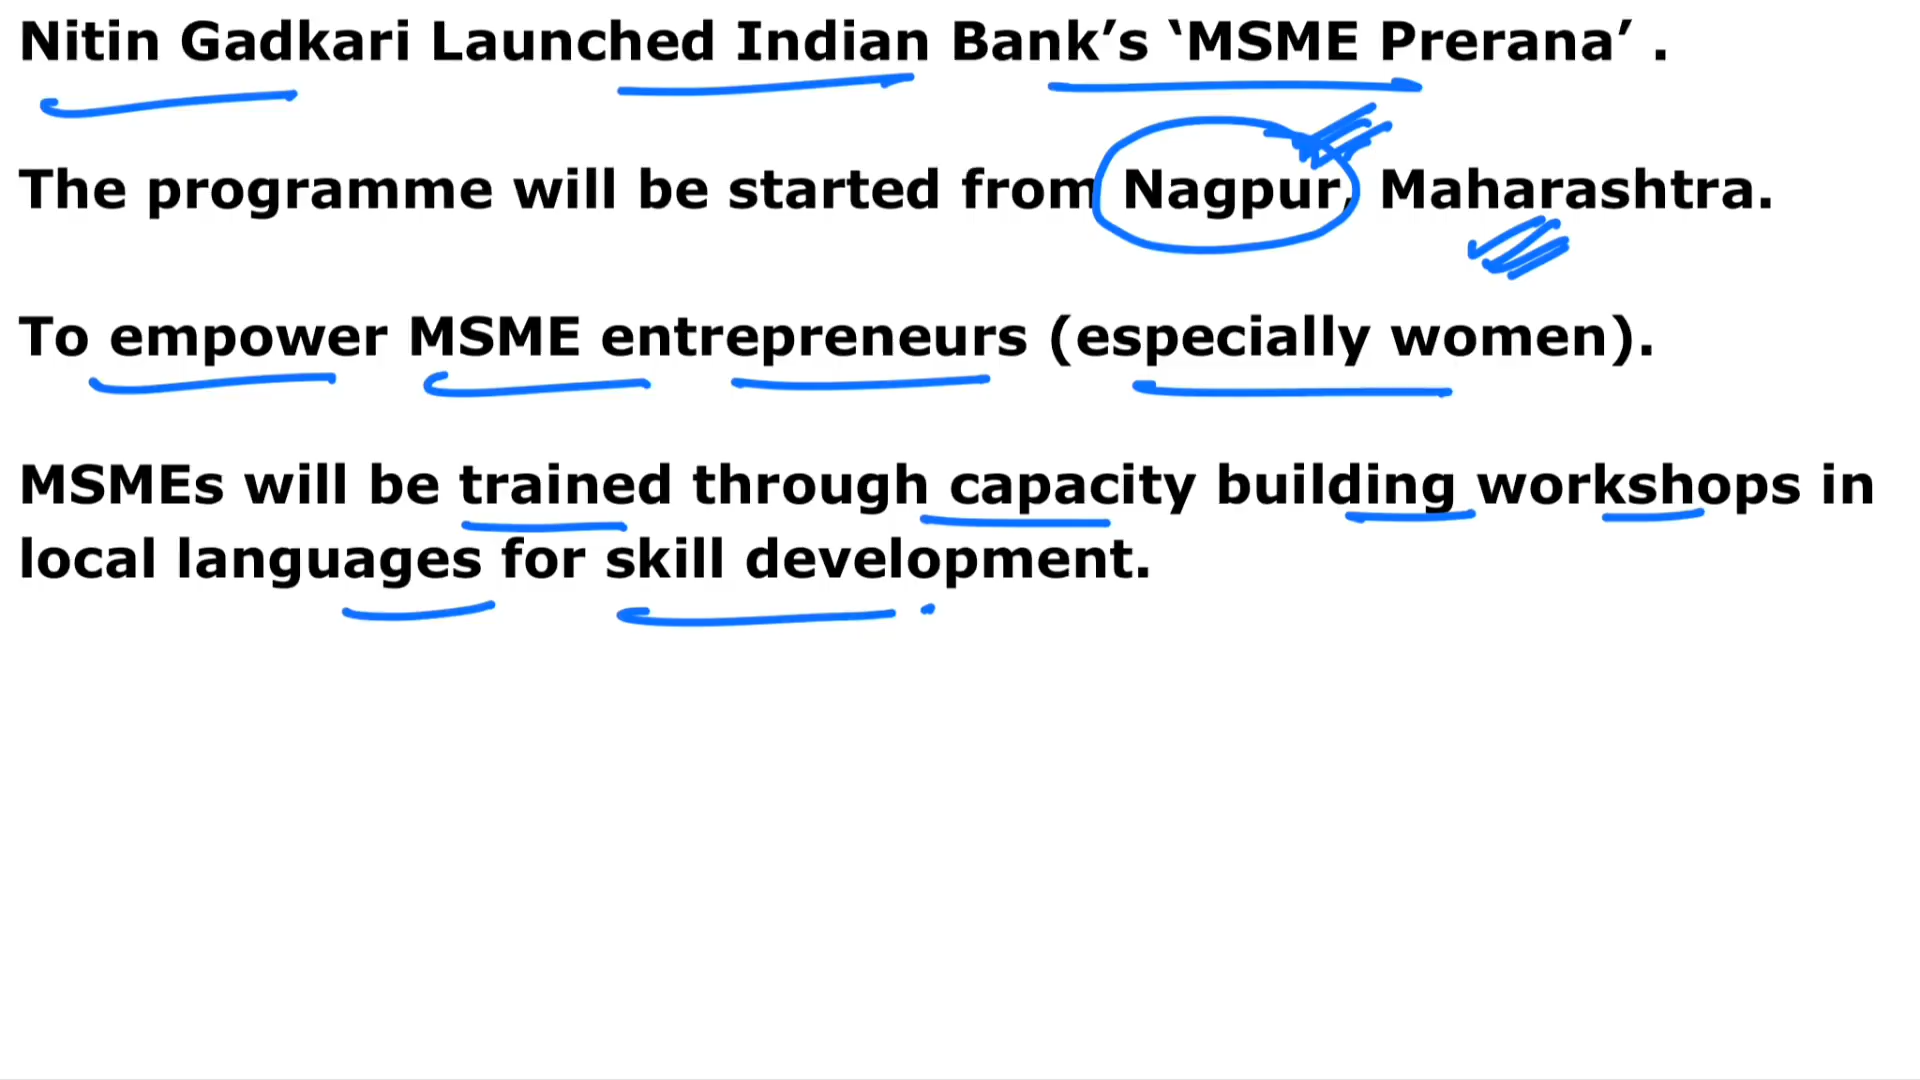 Nitin Gadkari Launched Indian Bank’s ‘MSME Prerana’ .
The programme will be started from Nagpur, Maharashtra.
To empower MSME entrepreneurs (especially women).
MSMEs will be trained through capacity building workshops in
local languages for skill development.